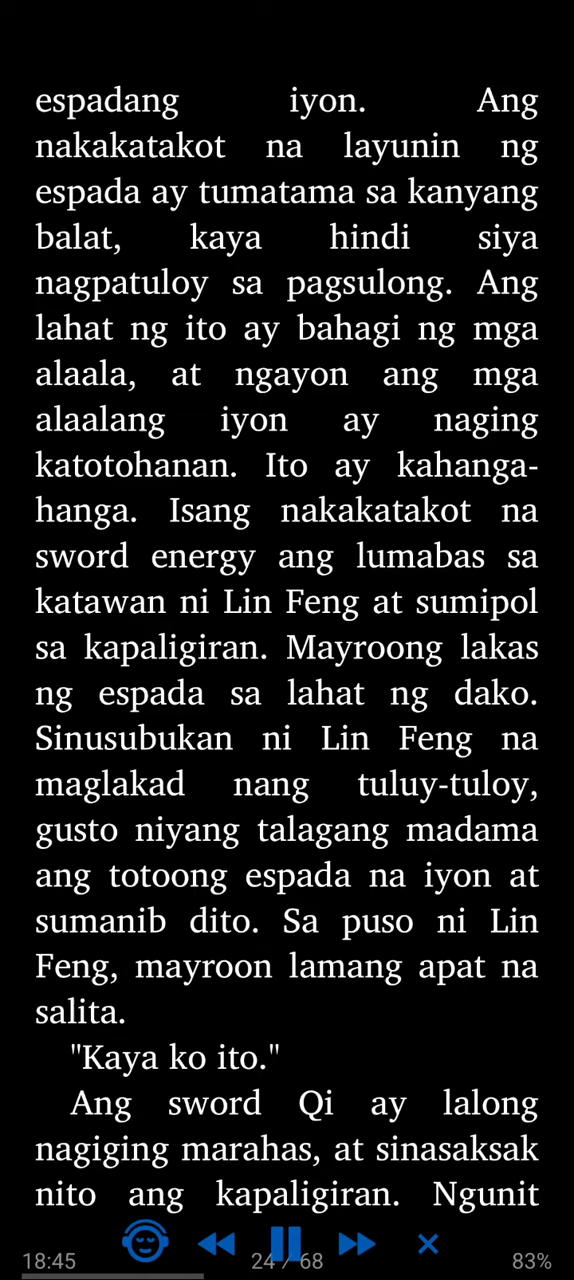 espadang iyon. Ang
nakakatakot na layunin ng
espada ay tumatama sa kanyang
balat, kaya hindi siya
nagpatuloy sa pagsulong. Ang
lahat ng ito ay bahagi ng mga
alaala, at ngayon ang mga
alaalang iyon ay naging
katotohanan. Ito ay kahanga-
hanga. Isang nakakatakot na
sword energy ang lumabas sa
katawan ni Lin Feng at sumipol
sa kapaligiran. Mayroong lakas
ng espada sa lahat ng dako.
Sinusubukan ni Lin Feng na
maglakad nang tuluy-tuloy,
gusto niyang talagang madama
ang totoong espada na iyon at
sumanib dito. Sa puso ni Lin
Feng, mayroon lamang apat na
salita.
"Kaya ko ito."
Ang sword Qi ay lalong
nagiging marahas, at sinasaksak
nito ang kapaligiran. Ngunit
18:45 24 / 68 83%